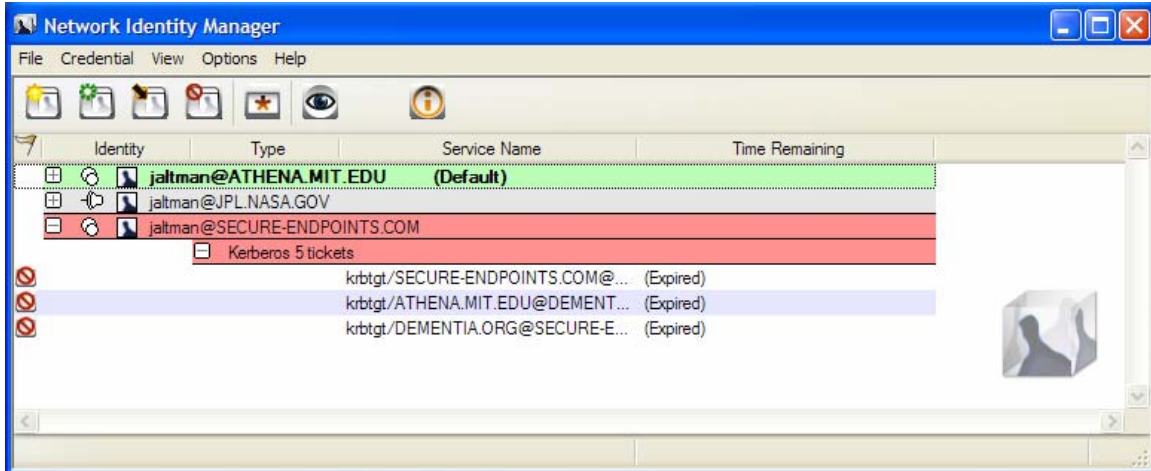 Network Identity Manager
File Credential View Options Help
Identity Type Service Name Time Remaining
jaltman@ATHENA.MIT.EDU (Default)
jaltman@JPL.NASA.GOV
jaltman@SECURE-ENDPOINTS.COM
Kerberos 5 tickets
krbtgt/SECURE-ENDPOINTS.COM@... (Expired)
krbtgt/ATHENA.MIT.EDU@DEMENT... (Expired)
krbtgt/DEMENTIA.ORG@SECURE-E... (Expired)